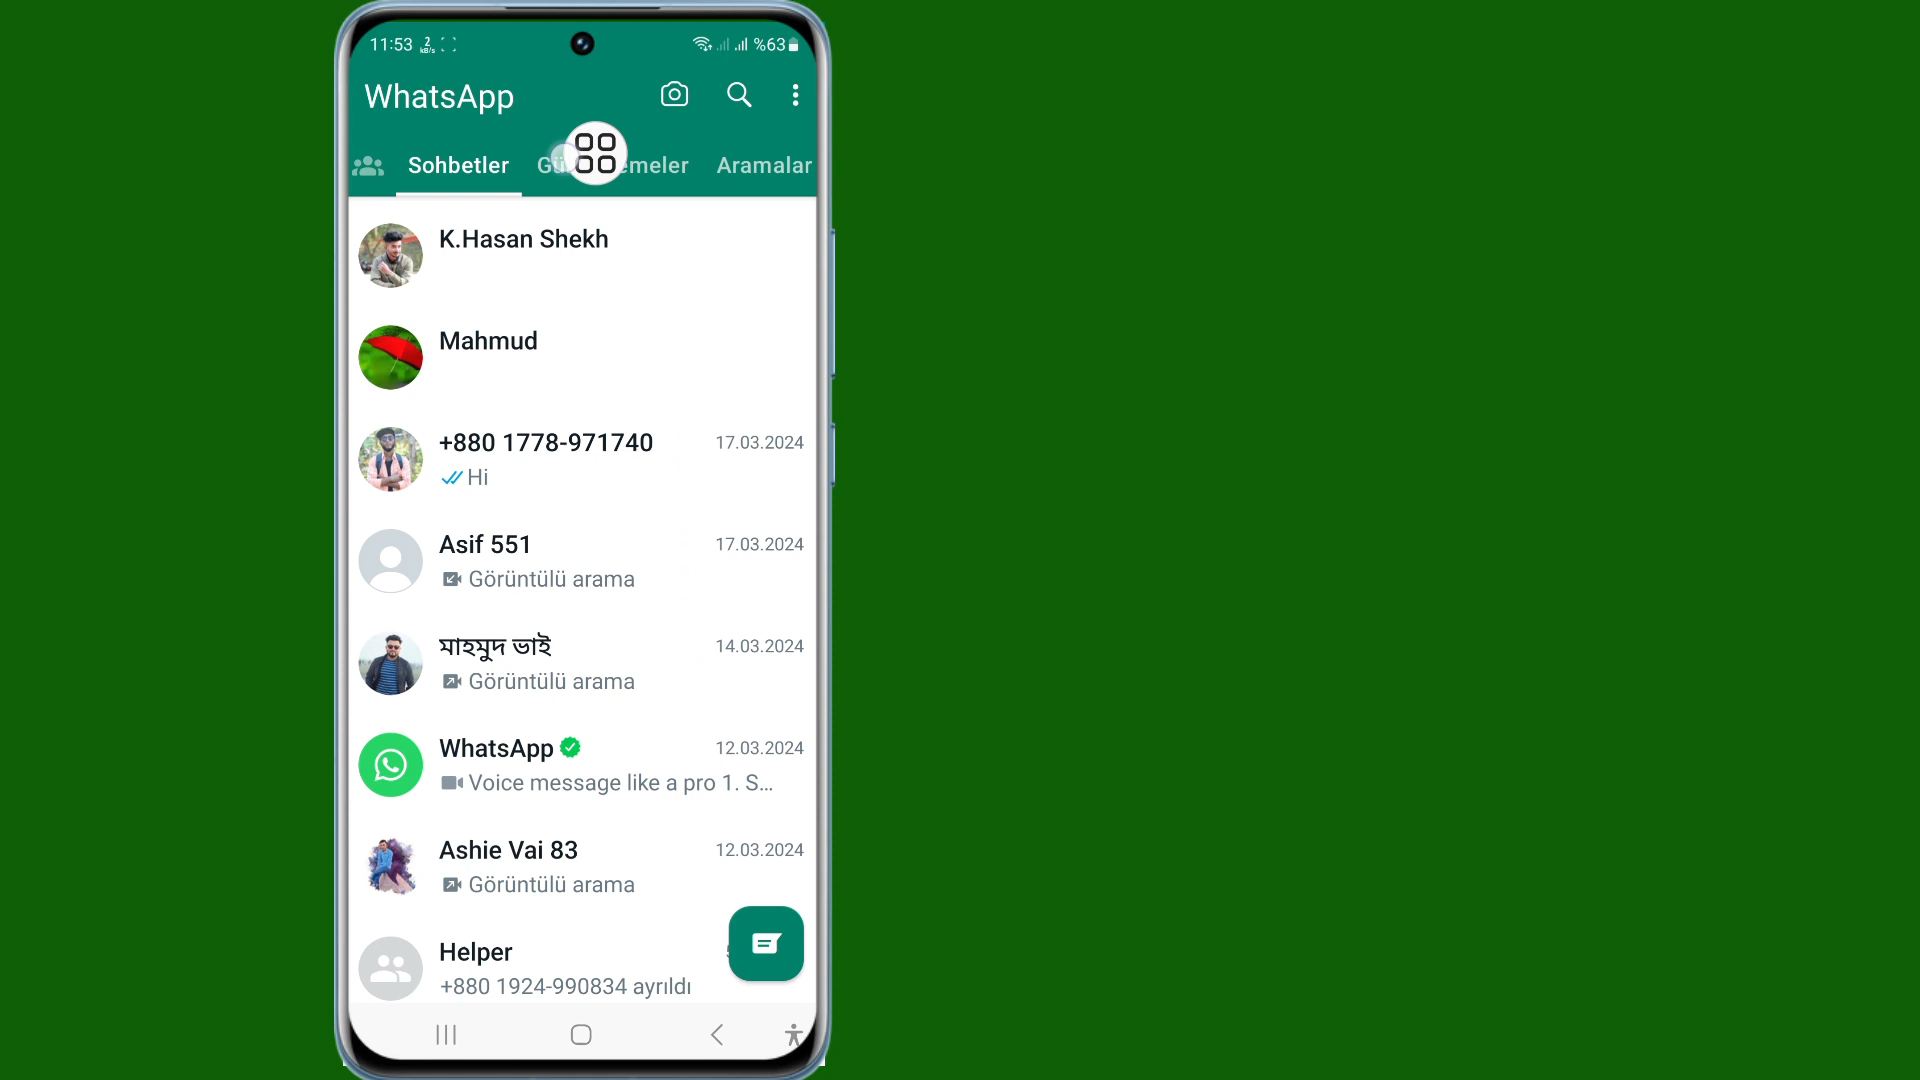 11:53 2 kB/s %63
WhatsApp
Sohbetler emeler Aramalar
K.Hasan Shekh
Mahmud
+880 1778-971740 17.03.2024
Hi
Asif 551 17.03.2024
Görüntülü arama
মাহমুদ ভাই 14.03.2024
Görüntülü arama
WhatsApp 12.03.2024
Voice message like a pro 1. S...
Ashie Vai 83 12.03.2024
Görüntülü arama
Helper
+880 1924-990834 ayrıldı